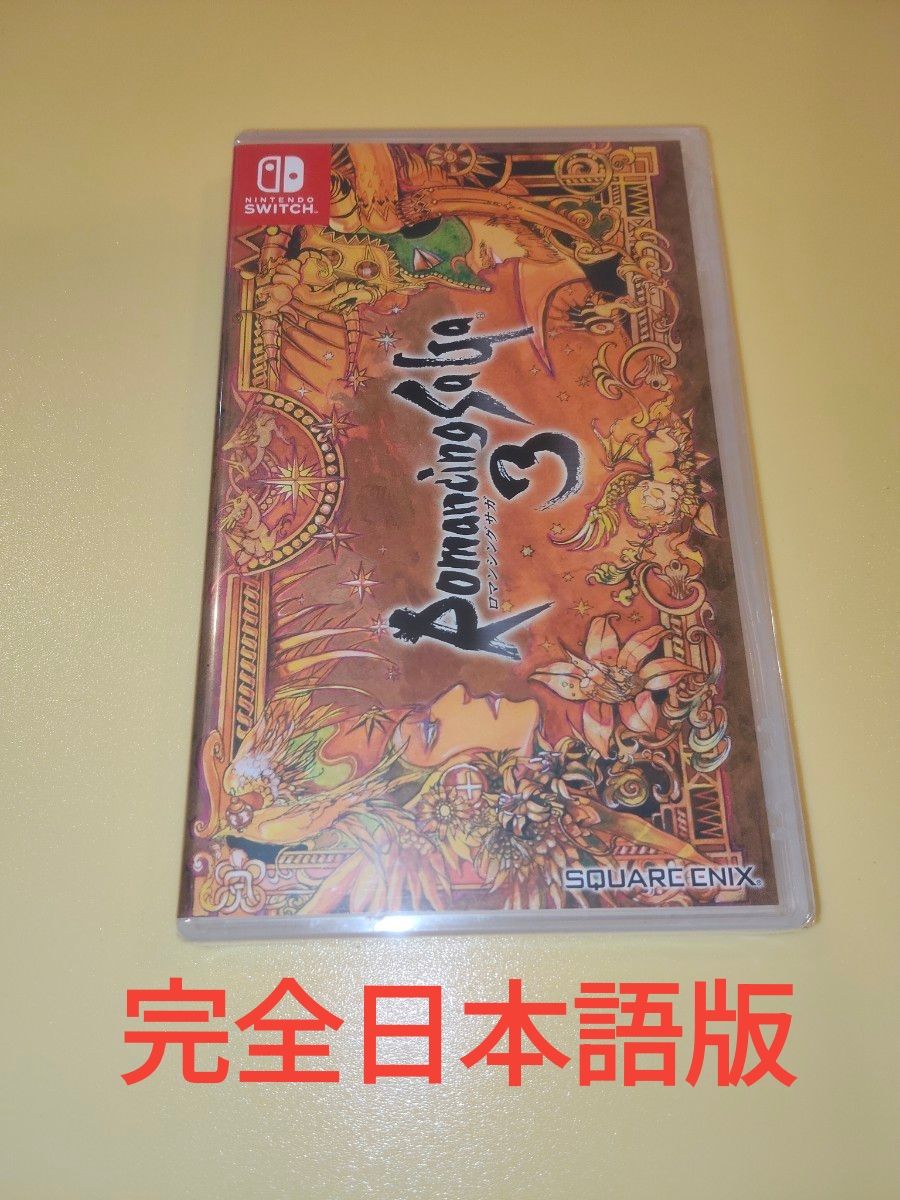 NINTENDO
SWITCH™
Romancing SaGa®
ロマンシング サガ
3
SQUARE ENIX®
完全日本語版